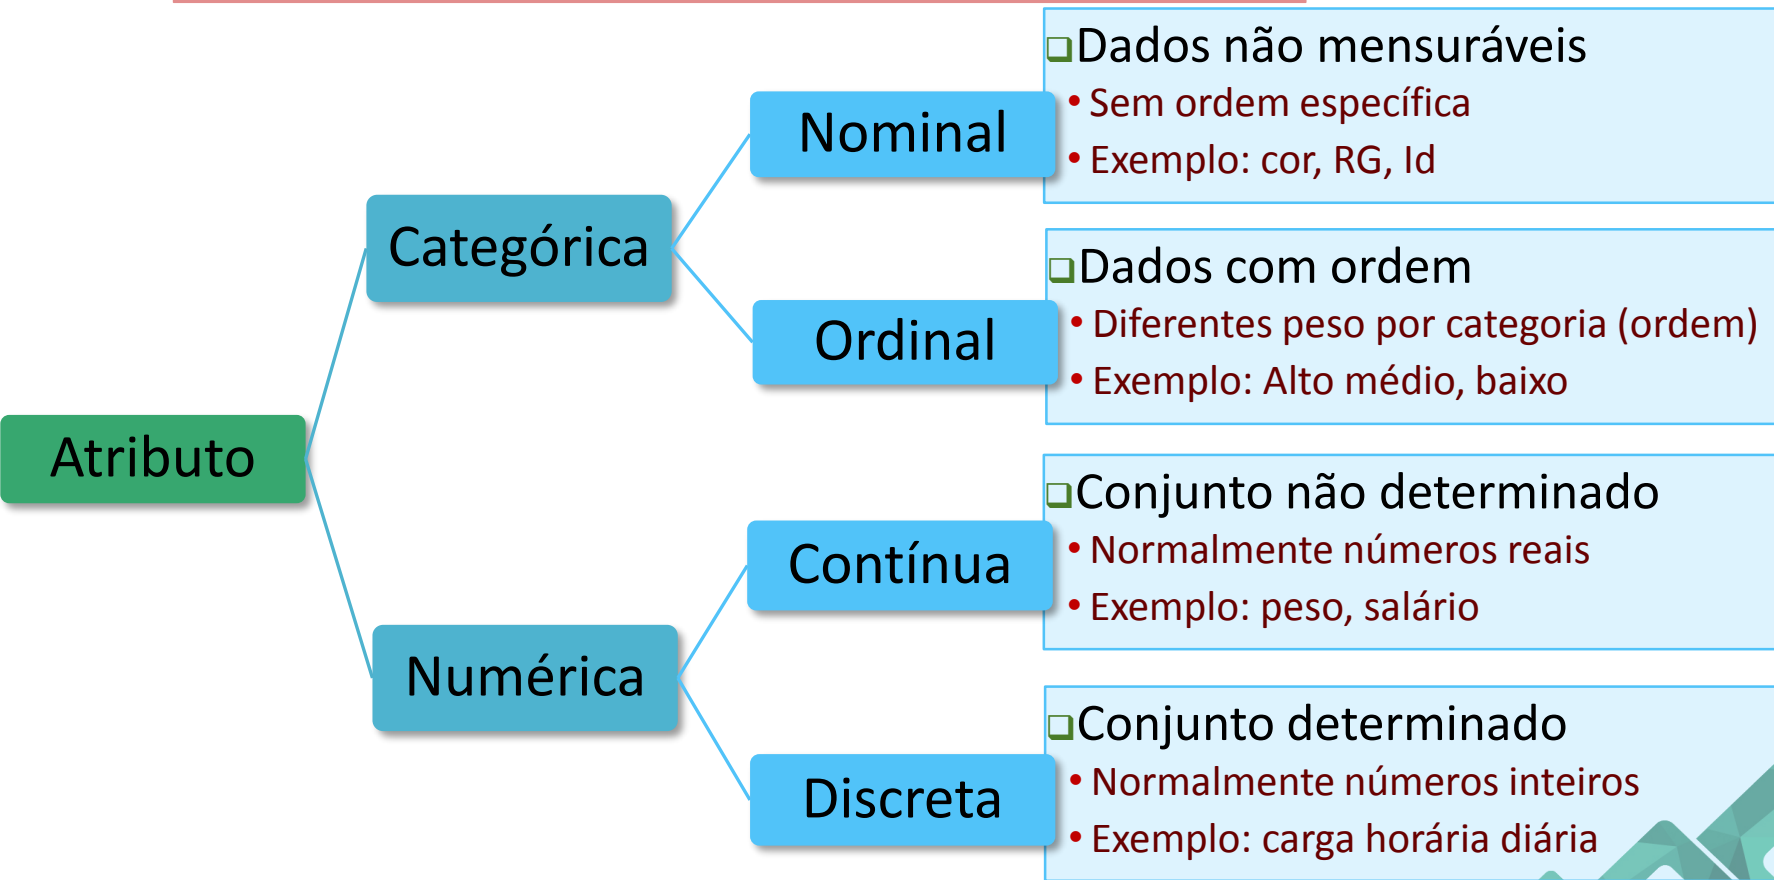 Atributo
Categórica
Nominal
Dados não mensuráveis
• Sem ordem específica
• Exemplo: cor, RG, Id
Ordinal
Dados com ordem
• Diferentes peso por categoria (ordem)
• Exemplo: Alto médio, baixo
Numérica
Contínua
Conjunto não determinado
• Normalmente números reais
• Exemplo: peso, salário
Discreta
Conjunto determinado
• Normalmente números inteiros
• Exemplo: carga horária diária